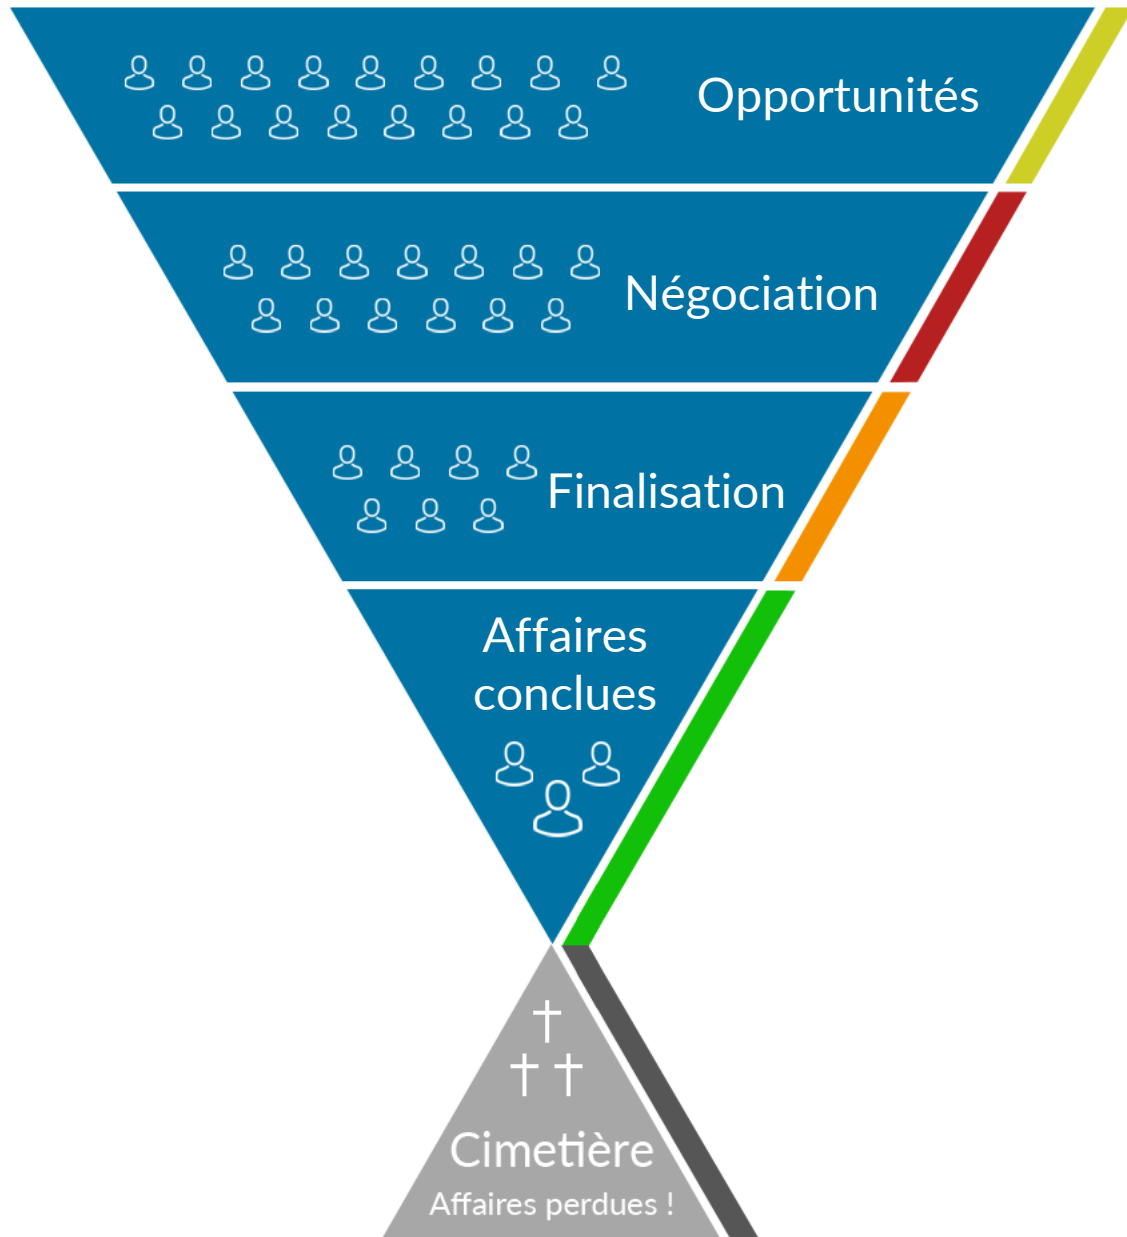 Opportunités
Négociation
Finalisation
Affaires
conclues
Cimetière
Affaires perdues !